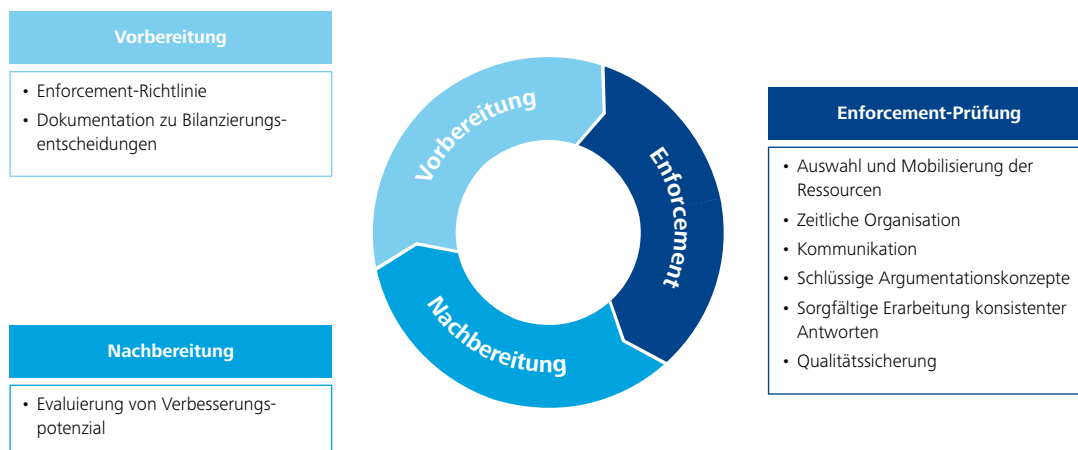 Vorbereitung
• Enforcement-Richtlinie
• Dokumentation zu Bilanzierungs-
entscheidungen
Vorbereitung
Enforcement
Nachbereitung
Enforcement-Prüfung
• Auswahl und Mobilisierung der
Ressourcen
• Zeitliche Organisation
• Kommunikation
• Schlüssige Argumentationskonzepte
• Sorgfältige Erarbeitung konsistenter
Antworten
• Qualitätssicherung
Nachbereitung
• Evaluierung von Verbesserungs-
potenzial